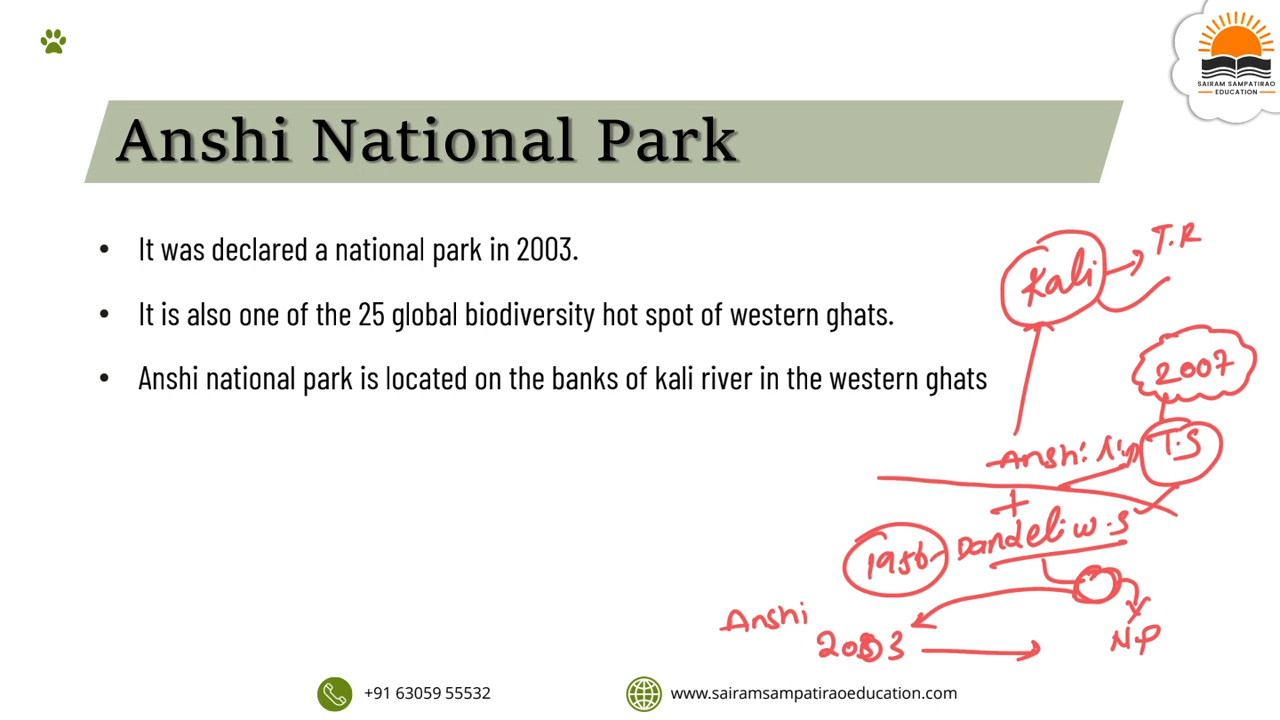 SAIRAM SAMPATIRAO
EDUCATION
Anshi National Park
• It was declared a national park in 2003.
• It is also one of the 25 global biodiversity hot spot of western ghats.
• Anshi national park is located on the banks of kali river in the western ghats
Kali → T.R
2007
Anshi T.S
+
1956 - Dandeli W.S
Anshi
2003
NP
+91 63059 55532
www.sairamsampatiraoeducation.com